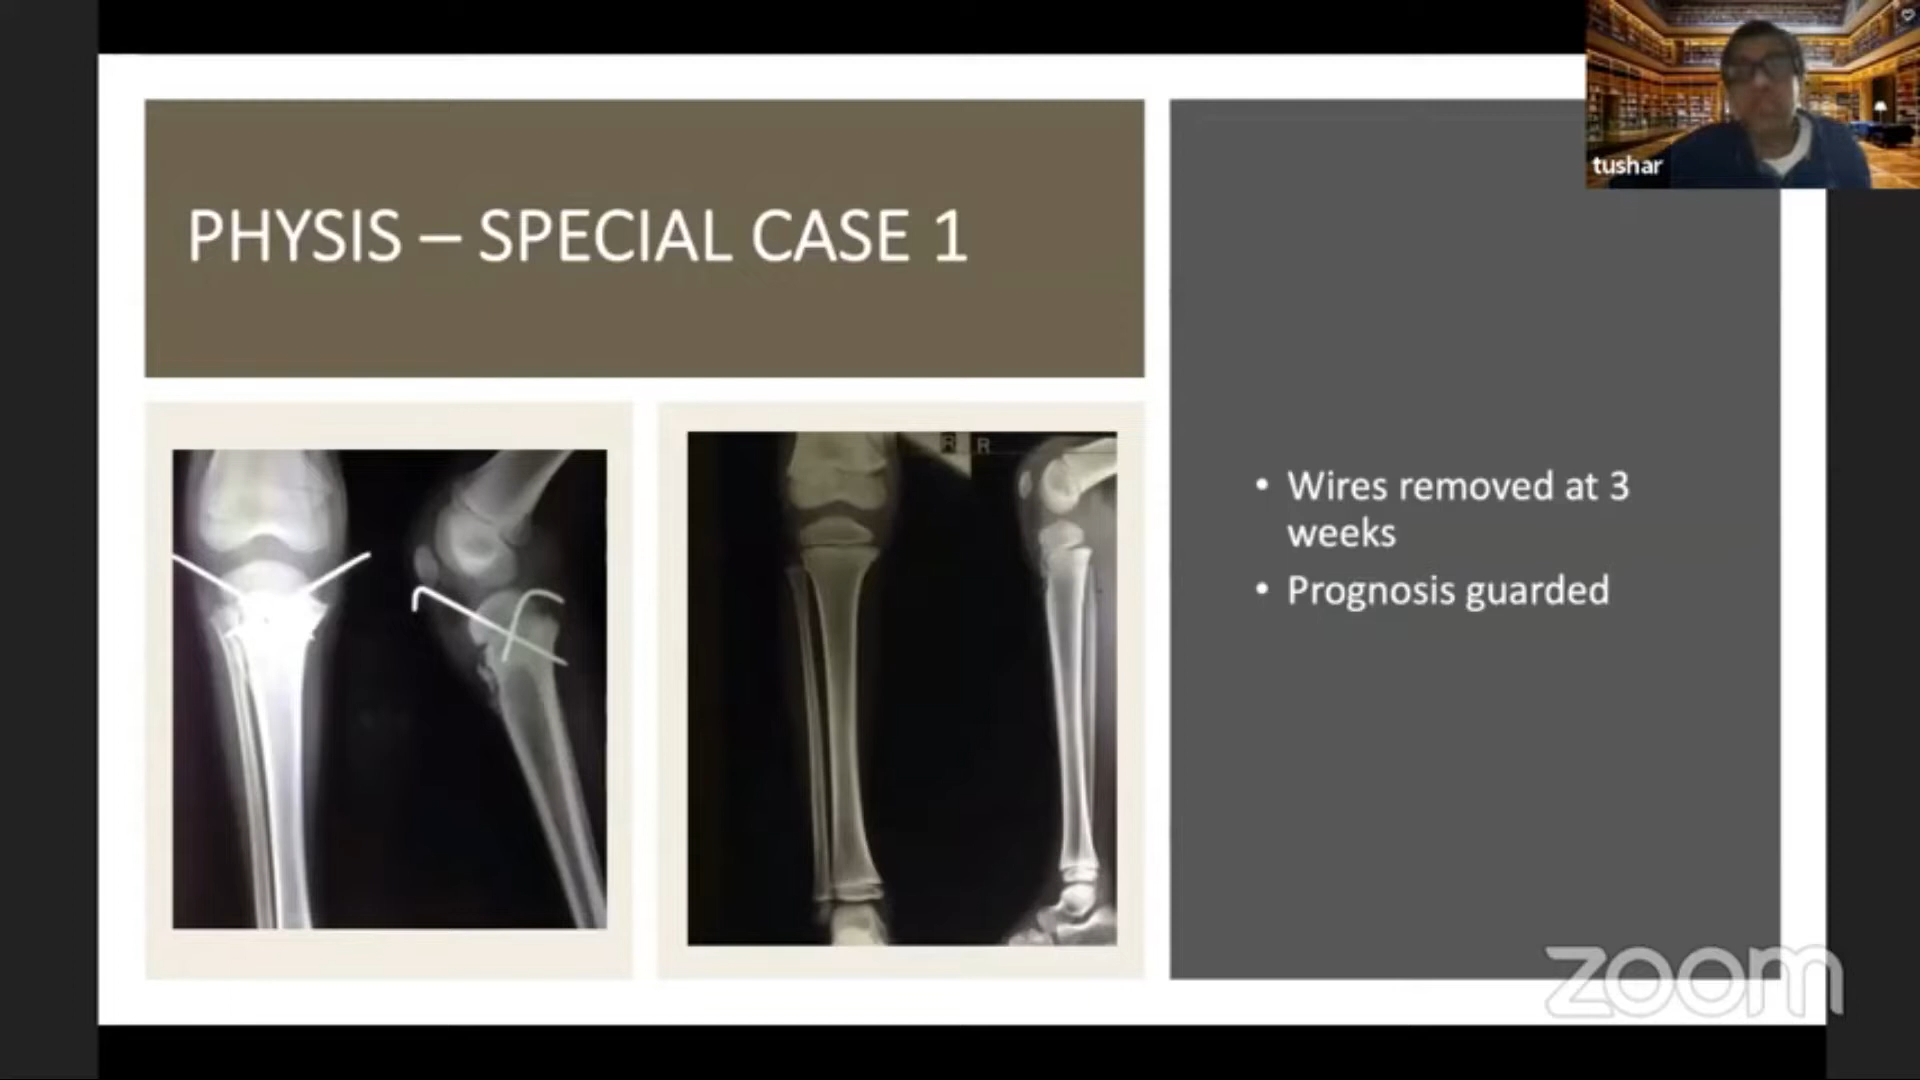 tushar
PHYSIS – SPECIAL CASE 1
R R
• Wires removed at 3
weeks
• Prognosis guarded
zoom